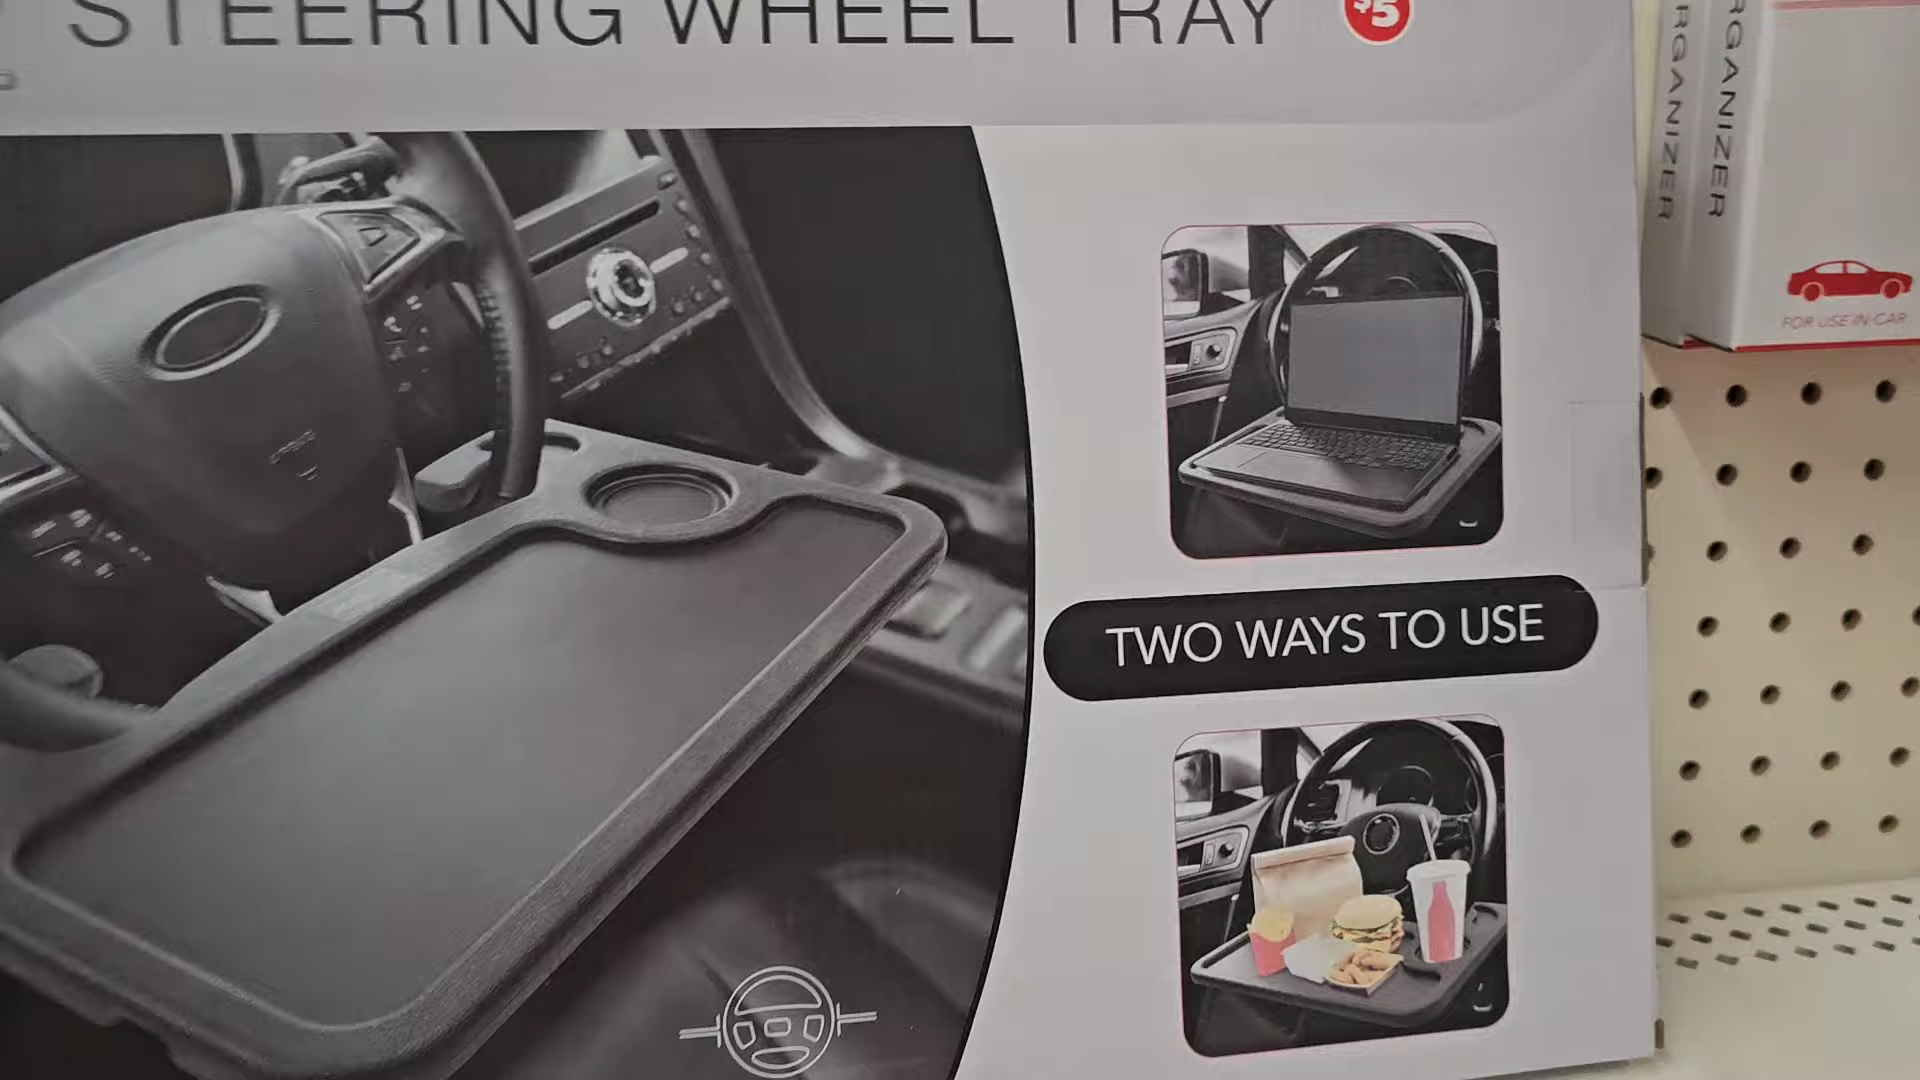 STEERING WHEEL TRAY
$5
TWO WAYS TO USE
RGANIZER
RGANIZER
FOR USE IN-CAR